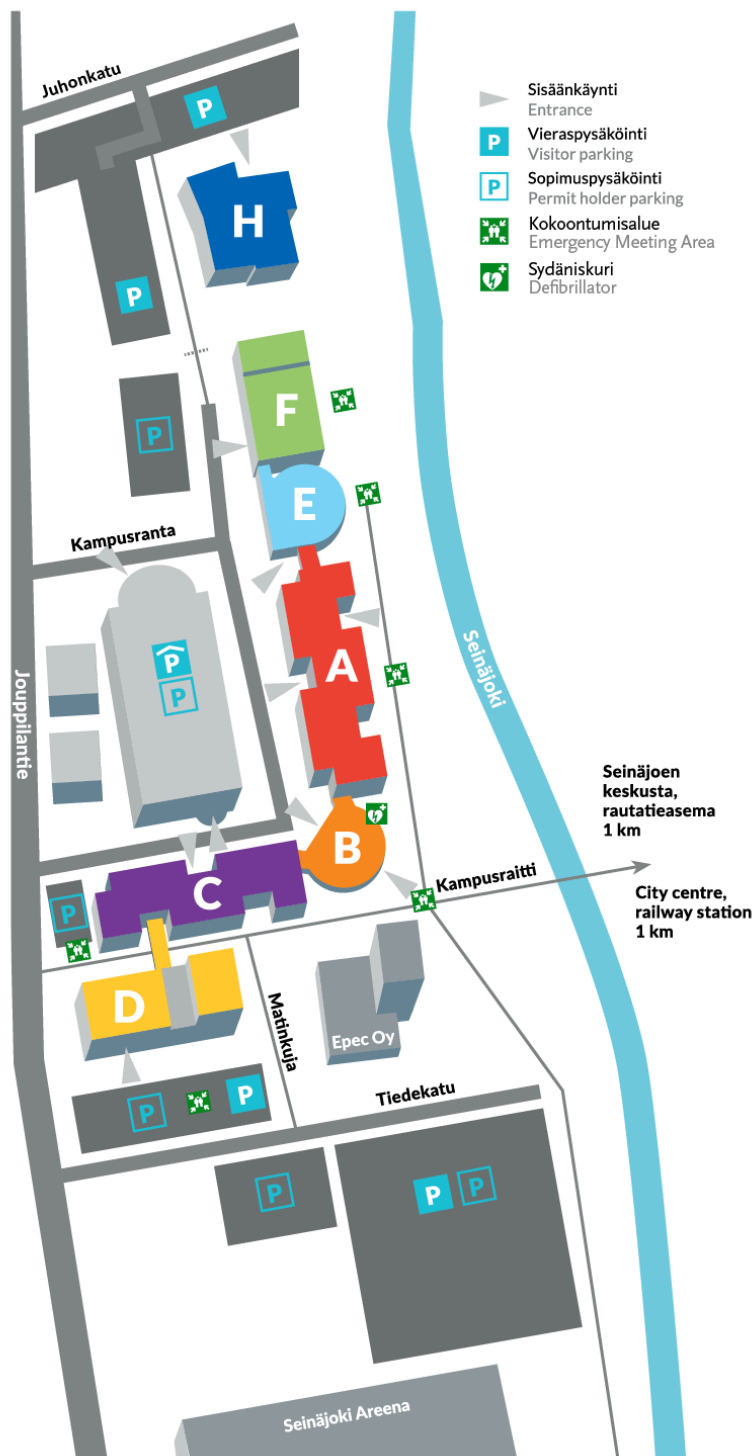 Juhonkatu
P
Sisäänkäynti
Entrance
P
Vieraspysäköinti
Visitor parking
P
Sopimuspysäköinti
Permit holder parking
Kokoontumisalue
Emergency Meeting Area
Sydäniskuri
Defibrillator
H
P
F
P
E
Kampusranta
A
P
P
Jouppilantie
Seinäjoki
Seinäjoen
keskusta,
rautatieasema
1 km
B
C
Kampusraitti
City centre,
railway station
1 km
P
D
Matinkuja
Epec Oy
P
P
Tiedekatu
P
P
P
Seinäjoki Areena